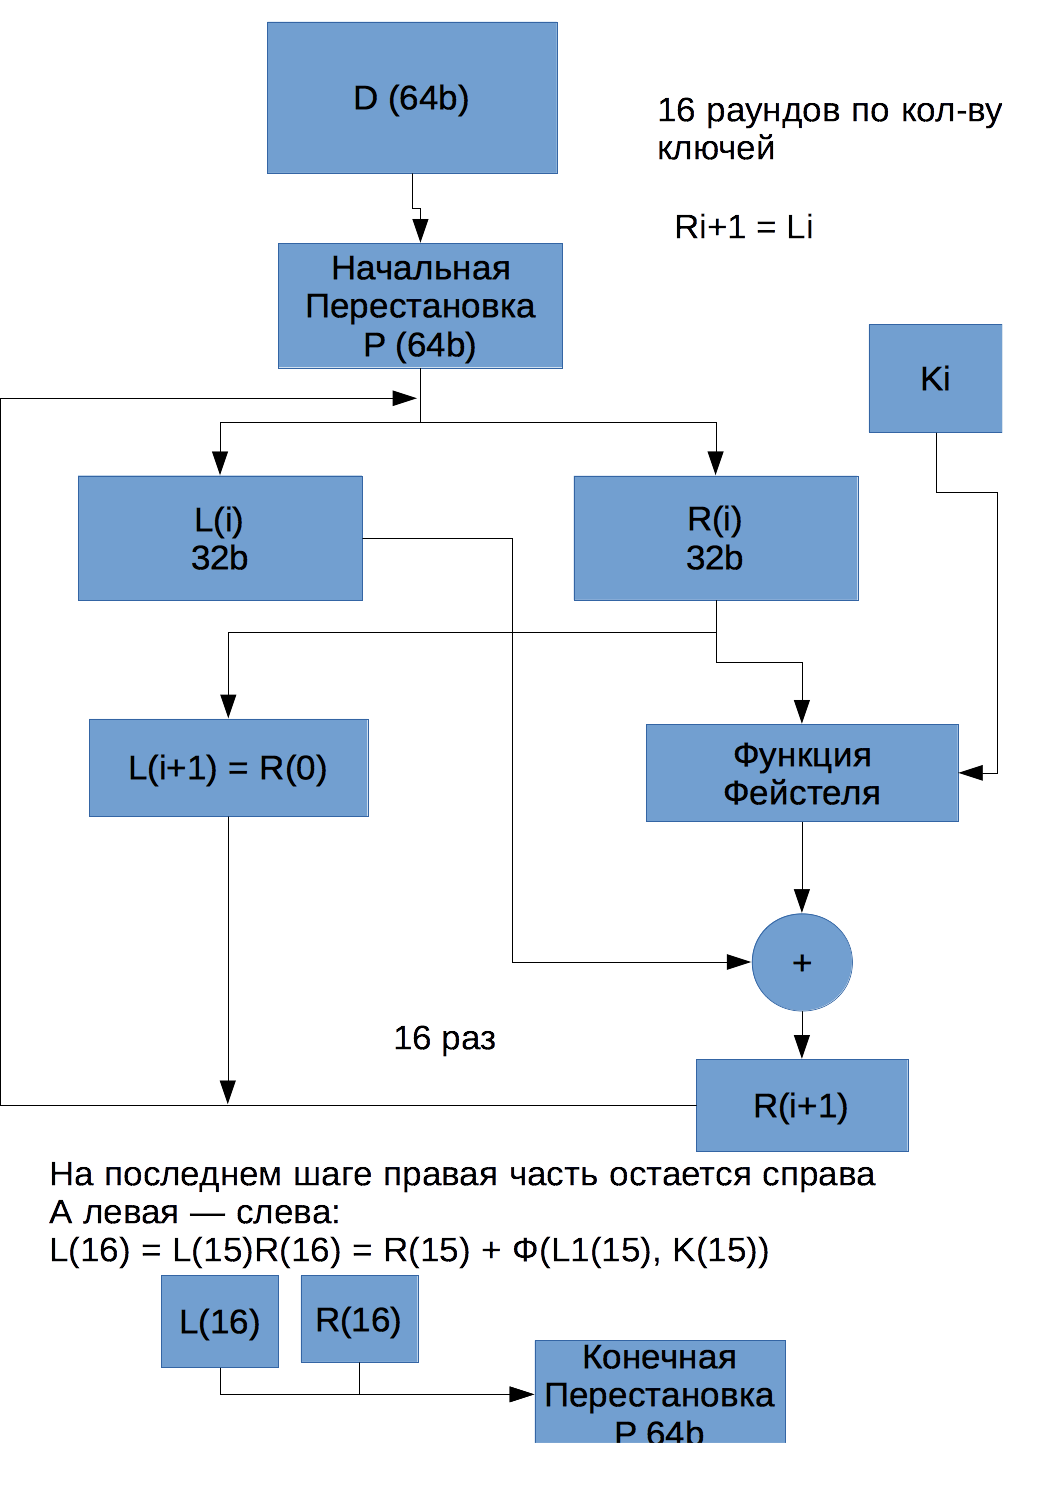 D (64b)
16 раундов по кол-ву
ключей
Ri+1 = Li
Начальная
Перестановка
P (64b)
Ki
L(i)
32b
R(i)
32b
L(i+1) = R(0)
Функция
Фейстеля
+
16 раз
R(i+1)
На последнем шаге правая часть остается справа
А левая — слева:
L(16) = L(15)R(16) = R(15) + Ф(L1(15), K(15))
L(16)
R(16)
Конечная
Перестановка
P 64b